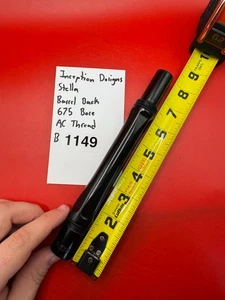 Inception Designs
Stella
Barrel Back
675 Bore
AC Thread
B 1149
2 3 4 5 6 7 8 9